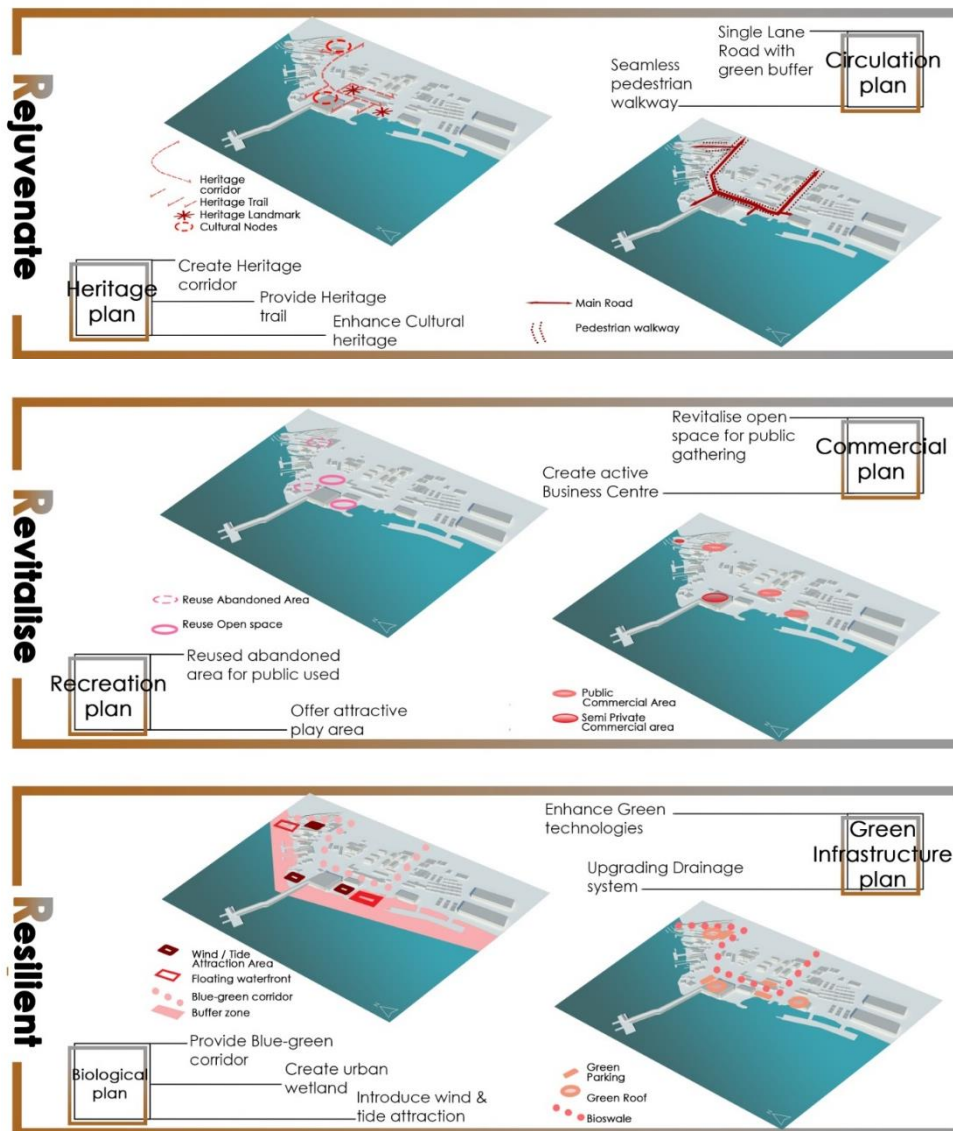 Rejuvenate
Heritage
corridor
Heritage Trail
Heritage Landmark
Cultural Nodes
Heritage
plan
Create Heritage
corridor
Provide Heritage
trail
Enhance Cultural
heritage
Single Lane
Road with
green buffer
Seamless
pedestrian
walkway
Circulation
plan
Main Road
Pedestrian walkway
Revitalise
Reuse Abandoned Area
Reuse Open space
Recreation
plan
Reused abandoned
area for public used
Offer attractive
play area
Revitalise open
space for public
gathering
Create active
Business Centre
Commercial
plan
Public
Commercial Area
Semi Private
Commercial area
Resilient
Wind / Tide
Attraction Area
Floating waterfront
Blue-green corridor
Buffer zone
Biological
plan
Provide Blue-green
corridor
Create urban
wetland
Introduce wind &
tide attraction
Enhance Green
technologies
Upgrading Drainage
system
Green
Infrastructure
plan
Green
Parking
Green Roof
Bioswale